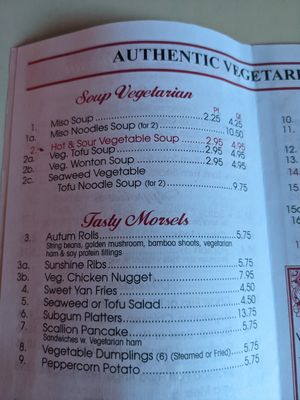 AUTHENTIC VEGETARI
Soup Vegetarian
Pt. Qt.
1. Miso Soup 2.25 4.25
1a. Miso Noodles Soup (for 2) 10.50
2. Hot & Sour Vegetable Soup 2.95 4.95
2a. Veg. Tofu Soup 2.95 4.95
2b. Veg. Wonton Soup 2.95 4.95
2c. Seaweed Vegetable
Tofu Noodle Soup (for 2) 9.75
Tasty Morsels
3. Autum Rolls 5.75
String beans, golden mushroom, bamboo shoots, vegetarian
ham & soy protein fillings
3a. Sunshine Ribs 5.75
3b. Veg. Chicken Nugget 7.95
4. Sweet Yan Fries 4.50
5. Seaweed or Tofu Salad 4.50
6. Subgum Platters 13.75
7. Scallion Pancake 5.75
Sandwiches w. Vegetarian ham
8. Vegetable Dumplings (6) (Steamed or Fried) 5.75
9. Peppercorn Potato 5.75
10.
11.
12.
13.
14.
15.
16.
17.
18.